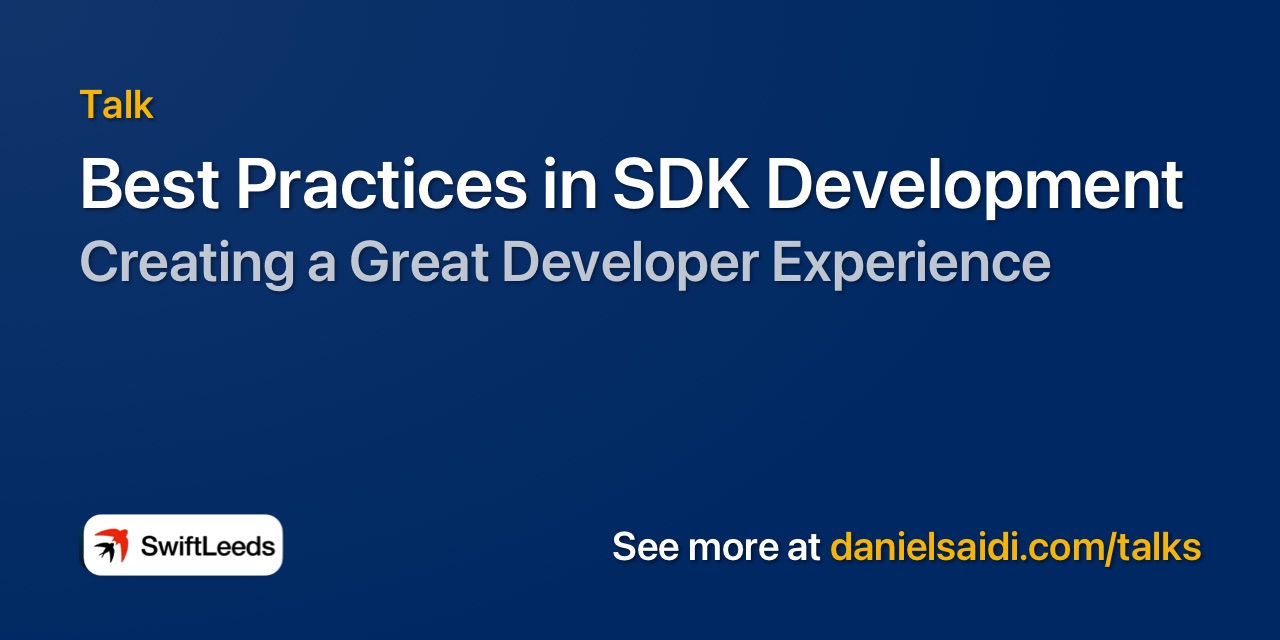 Talk
Best Practices in SDK Development
Creating a Great Developer Experience
SwiftLeeds
See more at danielsaidi.com/talks